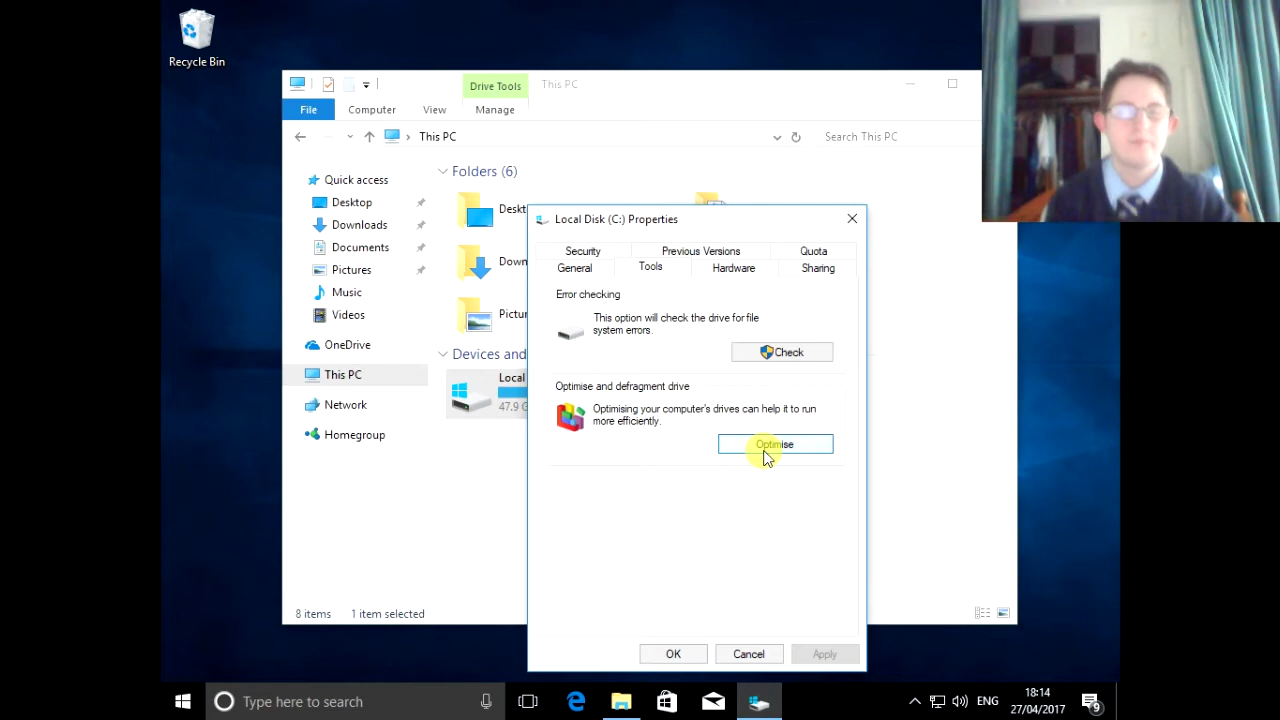 Recycle Bin
Drive Tools
This PC
File
Computer
View
Manage
This PC
Search This PC
Quick access
Desktop
Downloads
Documents
Pictures
Music
Videos
OneDrive
This PC
Network
Homegroup
Folders (6)
Deskt
Down
Pictur
Devices and
Local
47.9 G
Local Disk (C:) Properties
Security
Previous Versions
Quota
General
Tools
Hardware
Sharing
Error checking
This option will check the drive for file
system errors.
Check
Optimise and defragment drive
Optimising your computer's drives can help it to run
more efficiently.
Optimise
OK
Cancel
Apply
8 items
1 item selected
Type here to search
ENG
18:14
27/04/2017
9